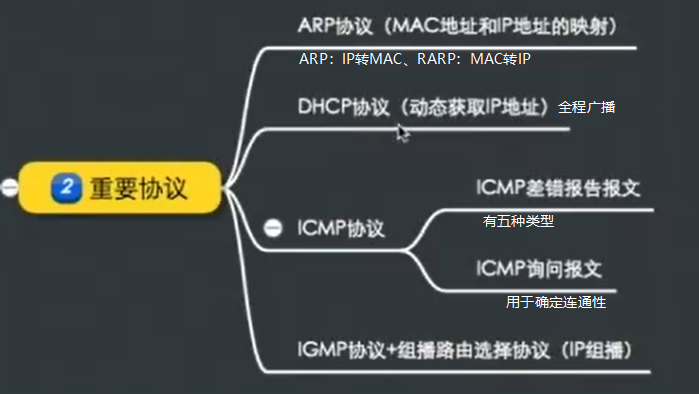 ARP协议（MAC地址和IP地址的映射）
ARP：IP转MAC、RARP：MAC转IP
DHCP协议（动态获取IP地址）全程广播
2 重要协议
ICMP差错报告报文
有五种类型
ICMP协议
ICMP询问报文
用于确定连通性
IGMP协议+组播路由选择协议（IP组播）